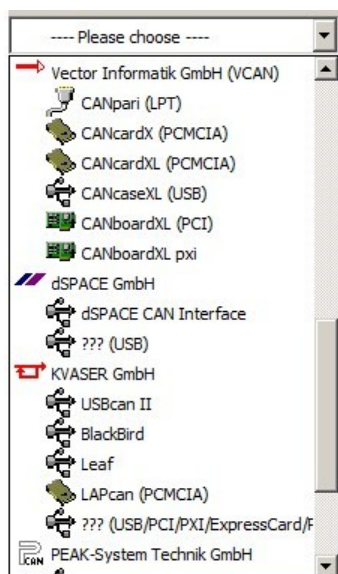 ---- Please choose ----
Vector Informatik GmbH (VCAN)
CANpari (LPT)
CANcardX (PCMCIA)
CANcardXL (PCMCIA)
CANcaseXL (USB)
CANboardXL (PCI)
CANboardXL pxi
dSPACE GmbH
dSPACE CAN Interface
??? (USB)
KVASER GmbH
USBcan II
BlackBird
Leaf
LAPcan (PCMCIA)
??? (USB/PCI/PXI/ExpressCard/F
PEAK-System Technik GmbH